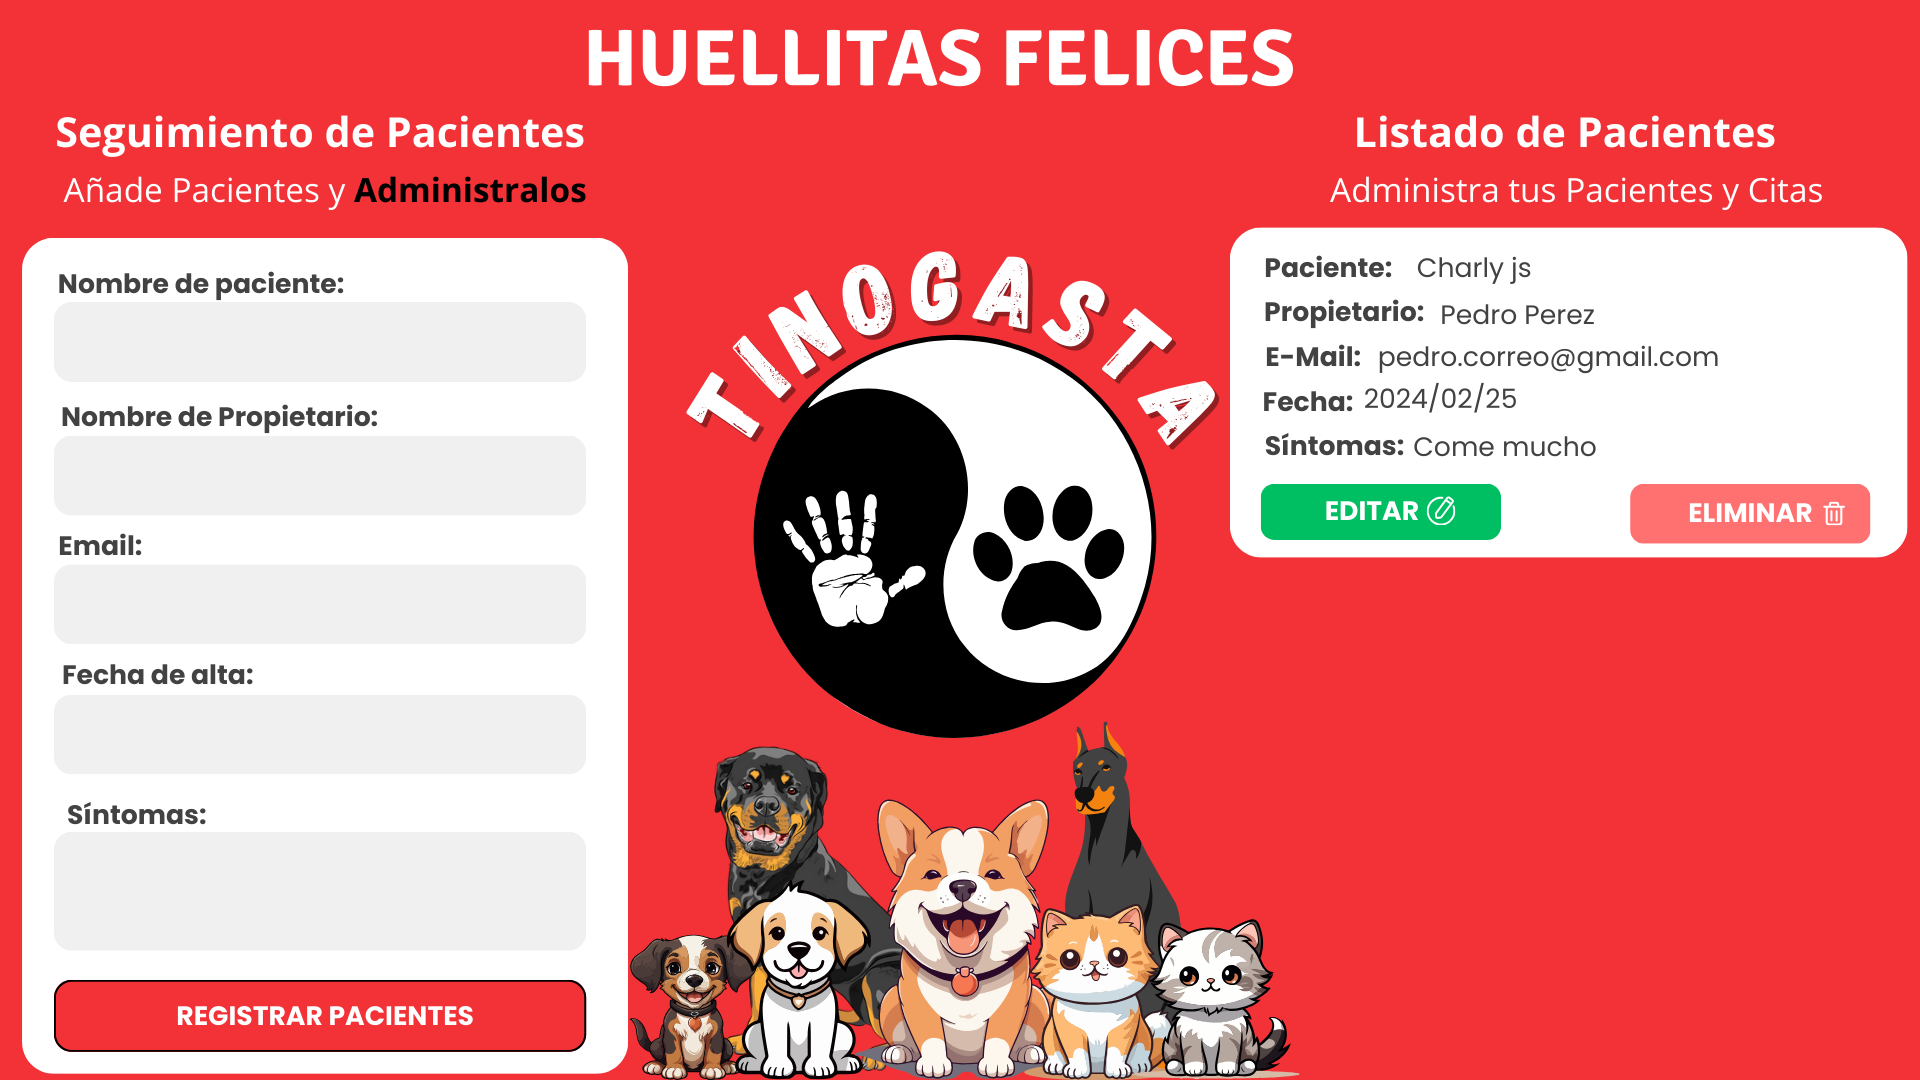 HUELLITAS FELICES
Seguimiento de Pacientes
Añade Pacientes y Administralos
Nombre de paciente:
Nombre de Propietario:
Email:
Fecha de alta:
Síntomas:
REGISTRAR PACIENTES
TINOGASTA
Listado de Pacientes
Administra tus Pacientes y Citas
Paciente: Charly js
Propietario: Pedro Perez
E-Mail: pedro.correo@gmail.com
Fecha: 2024/02/25
Síntomas: Come mucho
EDITAR
ELIMINAR